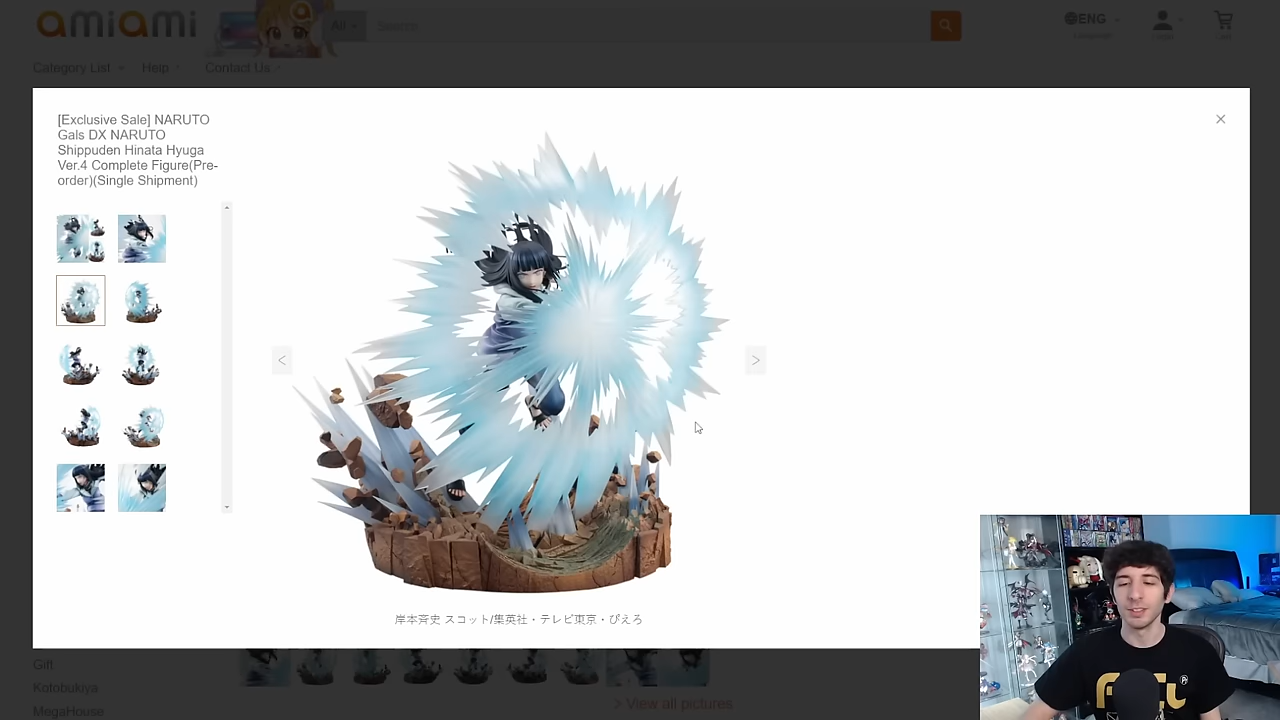 amiami
All
Search
ENG
Category List
Help
Contact Us
[Exclusive Sale] NARUTO
Gals DX NARUTO
Shippuden Hinata Hyuga
Ver.4 Complete Figure(Pre-
order)(Single Shipment)
<
>
岸本斉史 スコット/集英社・テレビ東京・ぴえろ
Gift
Kotobukiya
MegaHouse
> View all pictures